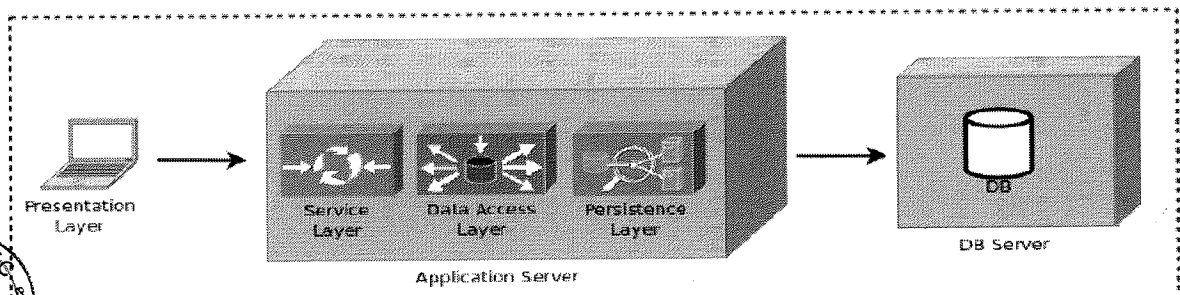 Presentation
Layer
Service
Layer
Data Access
Layer
Persistence
Layer
Application Server
DB
DB Server